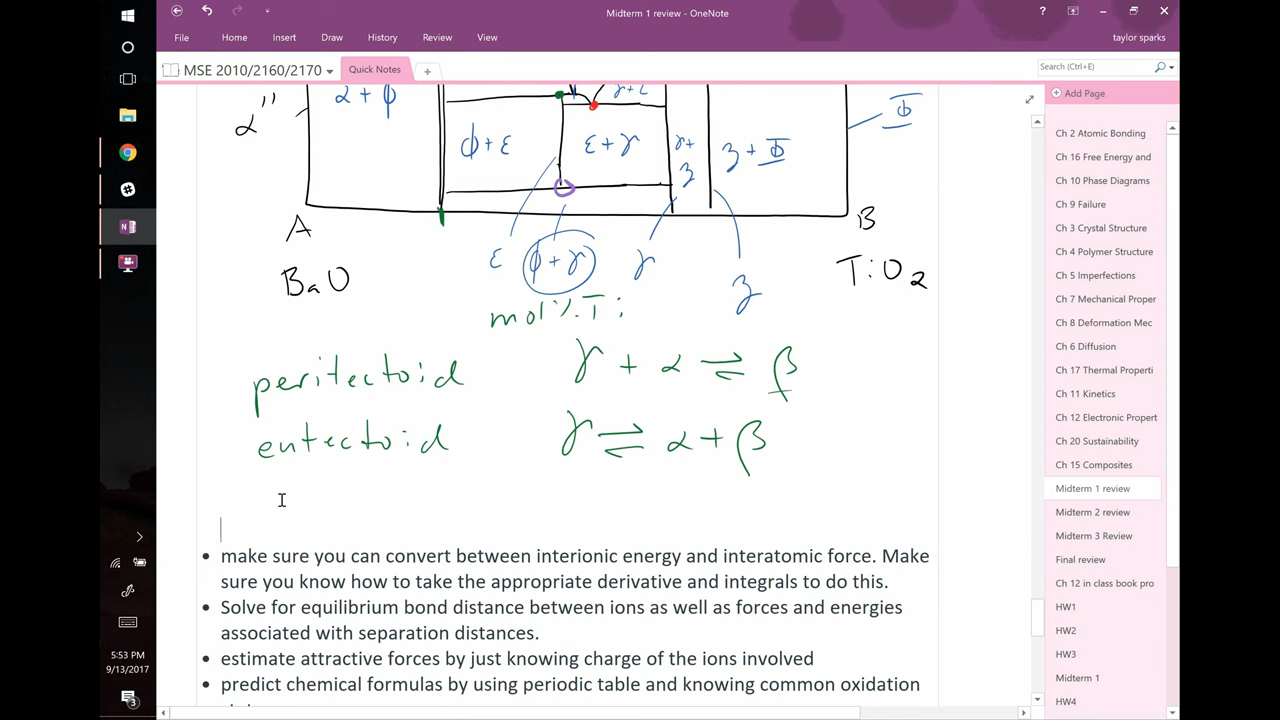 Midterm 1 review - OneNote
taylor sparks
File Home Insert Draw History Review View
MSE 2010/2160/2170
Quick Notes
Search (Ctrl+E)
Add Page
Ch 2 Atomic Bonding
Ch 16 Free Energy and
Ch 10 Phase Diagrams
Ch 9 Failure
Ch 3 Crystal Structure
Ch 4 Polymer Structure
Ch 5 Imperfections
Ch 7 Mechanical Proper
Ch 8 Deformation Mec
Ch 6 Diffusion
Ch 17 Thermal Properti
Ch 11 Kinetics
Ch 12 Electronic Propert
Ch 20 Sustainability
Ch 15 Composites
Midterm 1 review
Midterm 2 review
Midterm 3 Review
Final review
Ch 12 in class book pro
HW1
HW2
HW3
Midterm 1
HW4
α + ϕ
γ + L
α''
ϕ + ε
ε + γ
γ +
3
3 + Φ
Φ
A
B
ε
ϕ + γ
γ
3
BaO
TiO2
mol% Ti
peritectoid γ + α ⇌ β
eutectoid γ ⇌ α + β
• make sure you can convert between interionic energy and interatomic force. Make
sure you know how to take the appropriate derivative and integrals to do this.
• Solve for equilibrium bond distance between ions as well as forces and energies
associated with separation distances.
• estimate attractive forces by just knowing charge of the ions involved
• predict chemical formulas by using periodic table and knowing common oxidation
5:53 PM
9/13/2017
3